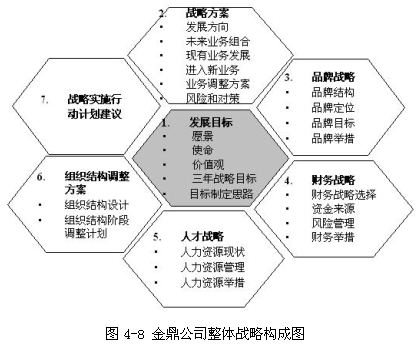 1. 发展目标
• 愿景
• 使命
• 价值观
• 三年战略目标
• 目标制定思路
2. 战略方案
• 发展方向
• 未来业务组合
• 现有业务发展
• 进入新业务
• 业务调整方案
• 风险和对策
3. 品牌战略
• 品牌结构
• 品牌定位
• 品牌目标
• 品牌举措
4. 财务战略
• 财务战略选择
• 资金来源
• 风险管理
• 财务举措
5. 人才战略
• 人力资源现状
• 人力资源管理
• 人力资源举措
6. 组织结构调整
方案
• 组织结构设计
• 组织结构阶段
调整计划
7. 战略实施行
动计划建议
图 4-8 金鼎公司整体战略构成图